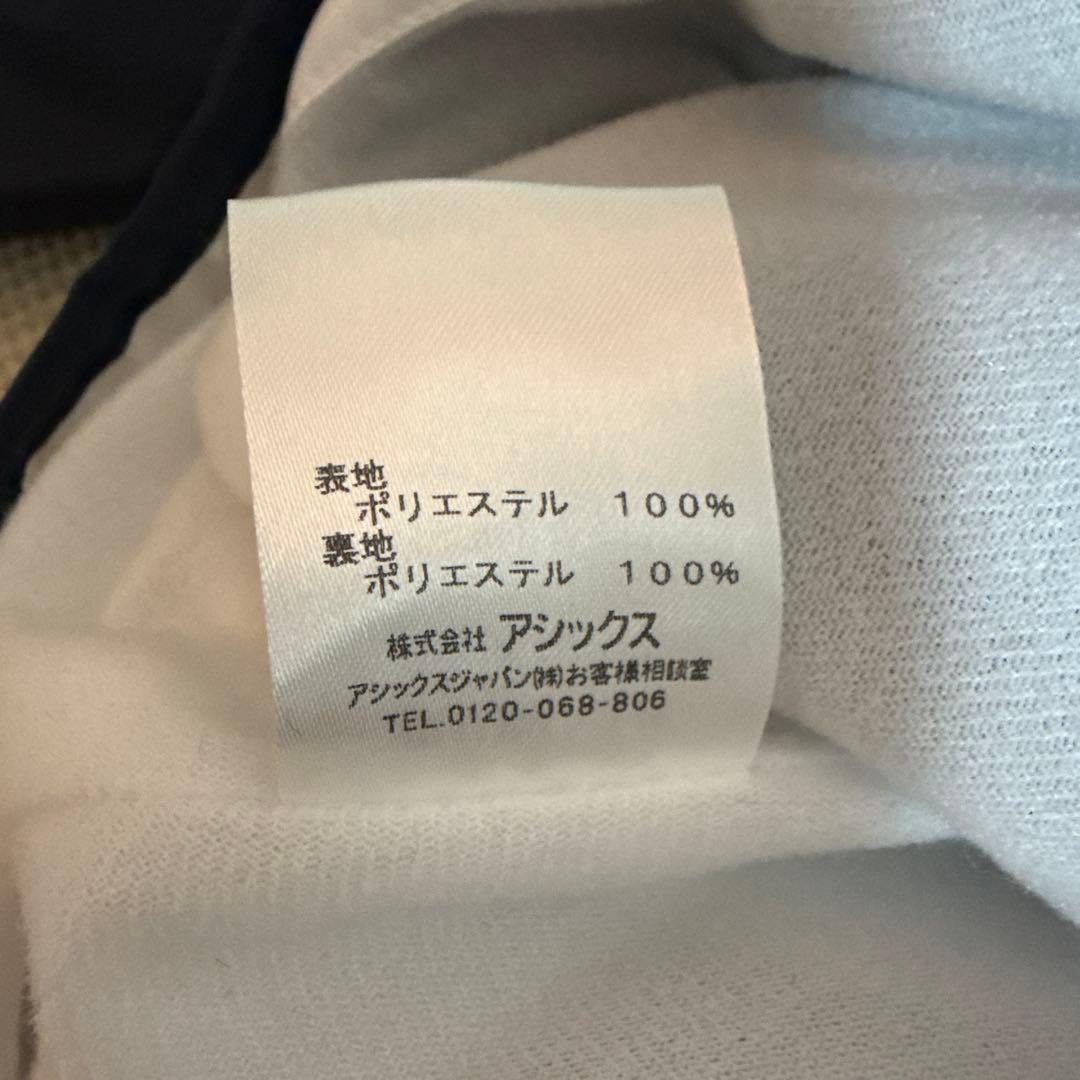 表地
ポリエステル 100%
裏地
ポリエステル 100%
株式会社 アシックス
アシックスジャパン(株)お客様相談室
TEL.0120-068-806